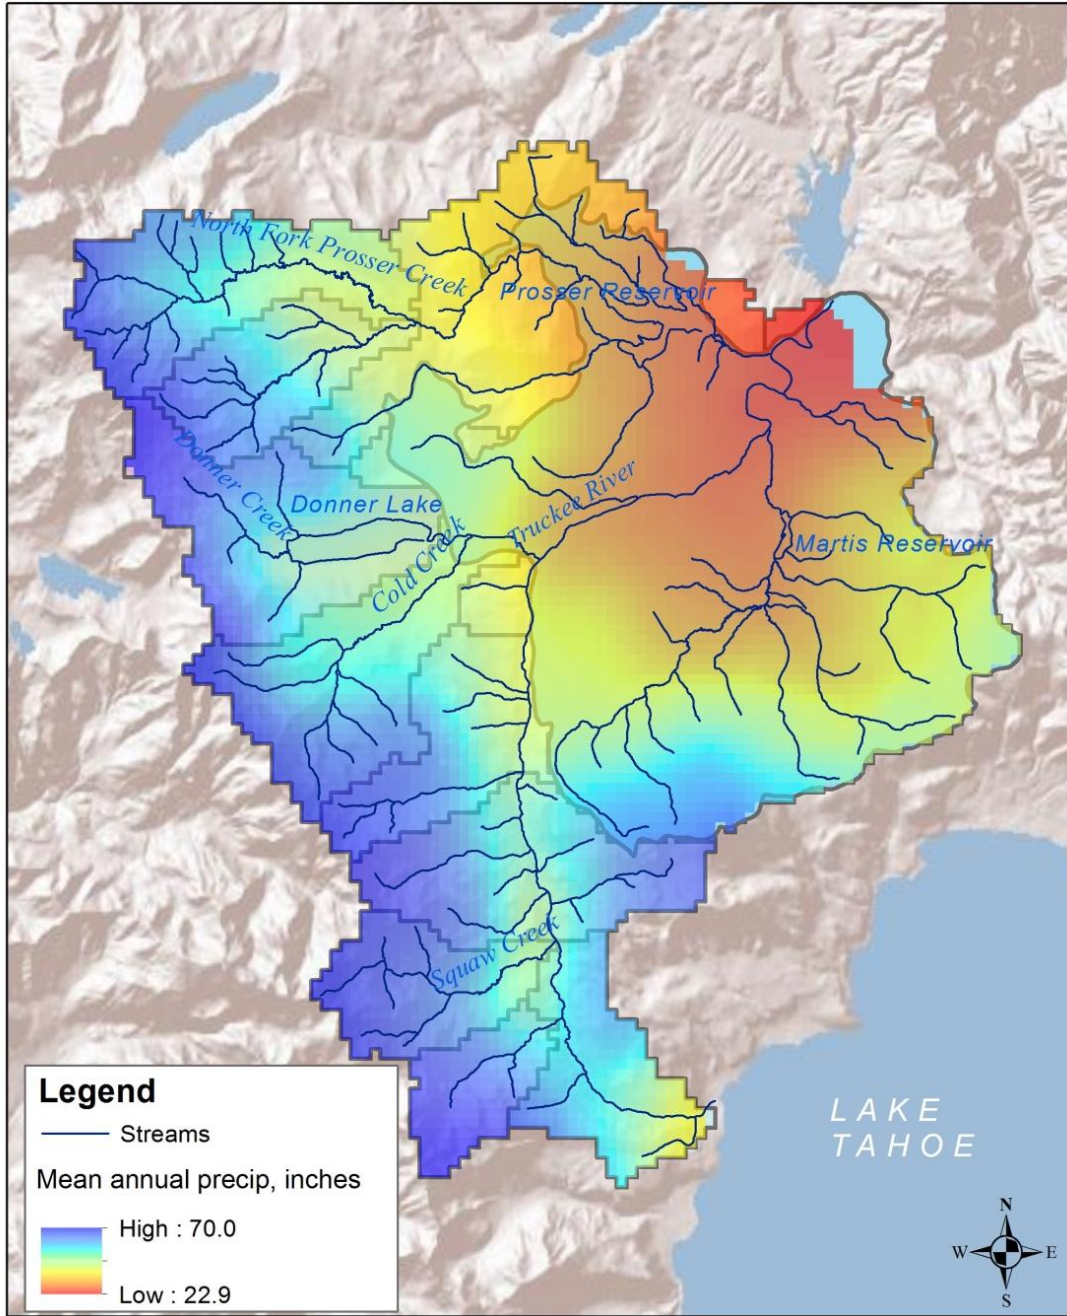 North Fork Prosser Creek
Prosser Reservoir
Donner Creek
Donner Lake
Cold Creek
Truckee River
Martis Reservoir
Squaw Creek
LAKE
TAHOE
Legend
Streams
Mean annual precip, inches
High : 70.0
Low : 22.9
N
W
E
S